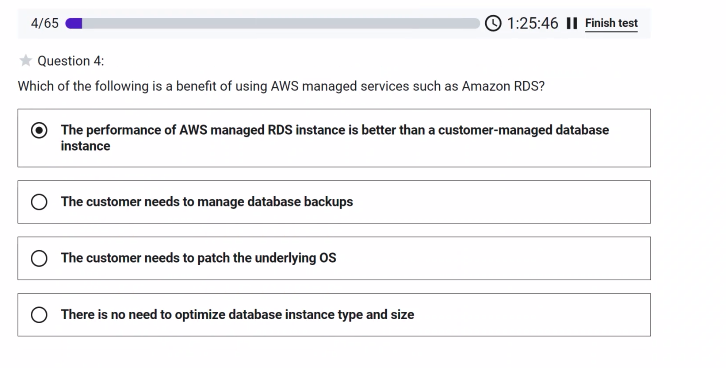 4/65 1:25:46 Finish test
Question 4:
Which of the following is a benefit of using AWS managed services such as Amazon RDS?
The performance of AWS managed RDS instance is better than a customer-managed database
instance
The customer needs to manage database backups
The customer needs to patch the underlying OS
There is no need to optimize database instance type and size